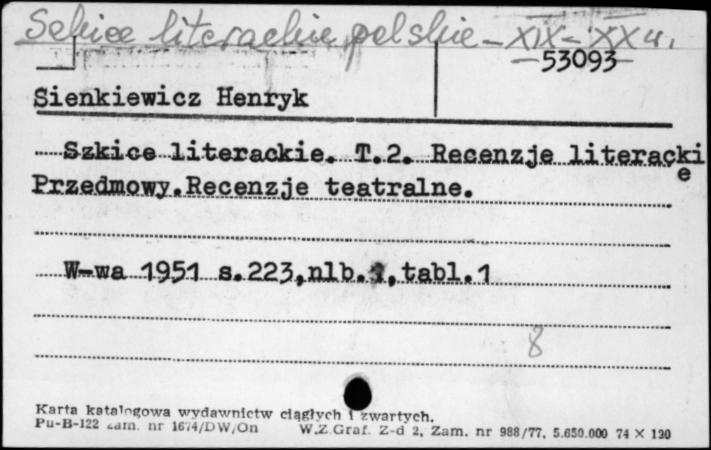 Szkice literackie polskie – XIX – XX w.
53093
Sienkiewicz Henryk
Szkice literackie. T.2. Recenzje literacki
e
Przedmowy.Recenzje teatralne.
W-wa 1951 s.223,nlb. ,tabl.1
8
Karta katalogowa wydawnictw ciągłych i zwartych.
Pu-B-122 zam. nr 1674/DW/On W.Z.Graf. Z-d 2, Zam. nr 988/77. 5.650.000 74 × 120